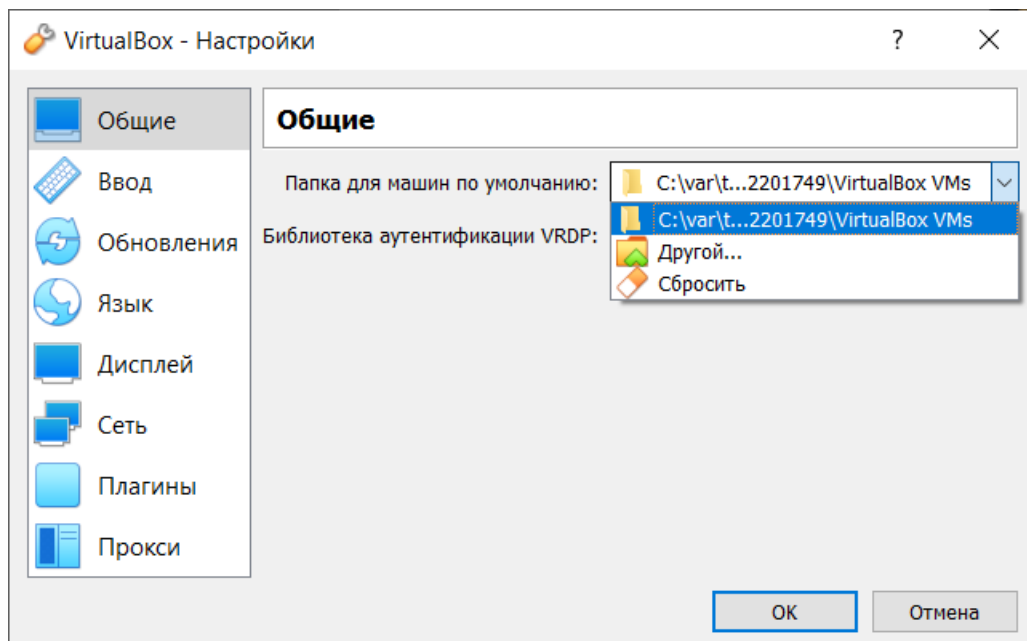 VirtualBox - Настройки
?
Общие
Ввод
Обновления
Язык
Дисплей
Сеть
Плагины
Прокси
Общие
Папка для машин по умолчанию:
C:\var\t...2201749\VirtualBox VMs
C:\var\t...2201749\VirtualBox VMs
Другой...
Сбросить
Библиотека аутентификации VRDP:
OK
Отмена